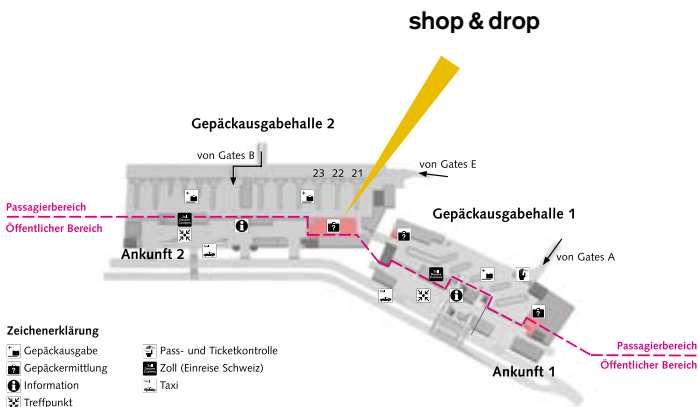 shop & drop
Gepäckausgabehalle 2
von Gates B
23 22 21
von Gates E
Passagierbereich
Öffentlicher Bereich
Gepäckausgabehalle 1
Ankunft 2
von Gates A
Zeichenerklärung
Gepäckausgabe
Gepäckermittlung
Information
Treffpunkt
Pass- und Ticketkontrolle
Zoll (Einreise Schweiz)
Taxi
Ankunft 1
Passagierbereich
Öffentlicher Bereich